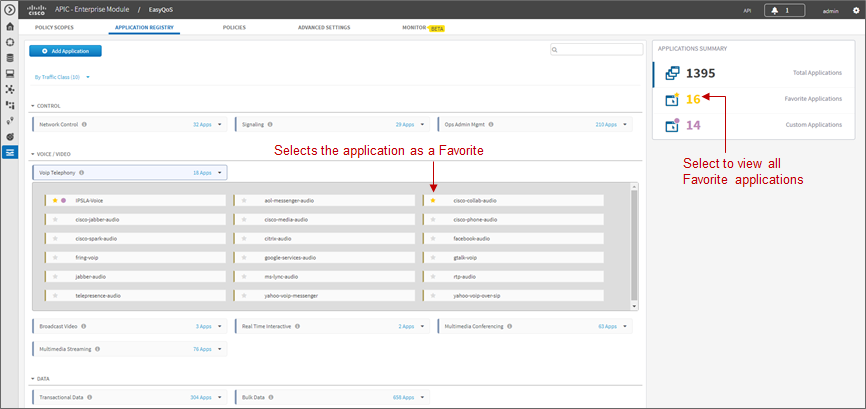 cisco APIC - Enterprise Module / EasyQoS API 1 admin
POLICY SCOPES APPLICATION REGISTRY POLICIES ADVANCED SETTINGS MONITOR BETA
Add Application
By Traffic Class (10)
CONTROL
Network Control 32 Apps Signaling 29 Apps Ops Admin Mgmt 210 Apps
Selects the application as a Favorite
VOICE / VIDEO
Voip Telephony 18 Apps
IPSLA-Voice aol-messenger-audio cisco-collab-audio
cisco-jabber-audio cisco-media-audio cisco-phone-audio
cisco-spark-audio citrix-audio facebook-audio
fring-voip google-services-audio gtalk-voip
jabber-audio ms-lync-audio rtp-audio
telepresence-audio yahoo-voip-messenger yahoo-voip-over-sip
Broadcast Video 3 Apps Real Time Interactive 2 Apps Multimedia Conferencing 63 Apps
Multimedia Streaming 76 Apps
DATA
Transactional Data 304 Apps Bulk Data 656 Apps
APPLICATIONS SUMMARY
1395 Total Applications
16 Favorite Applications
14 Custom Applications
Select to view all
Favorite applications